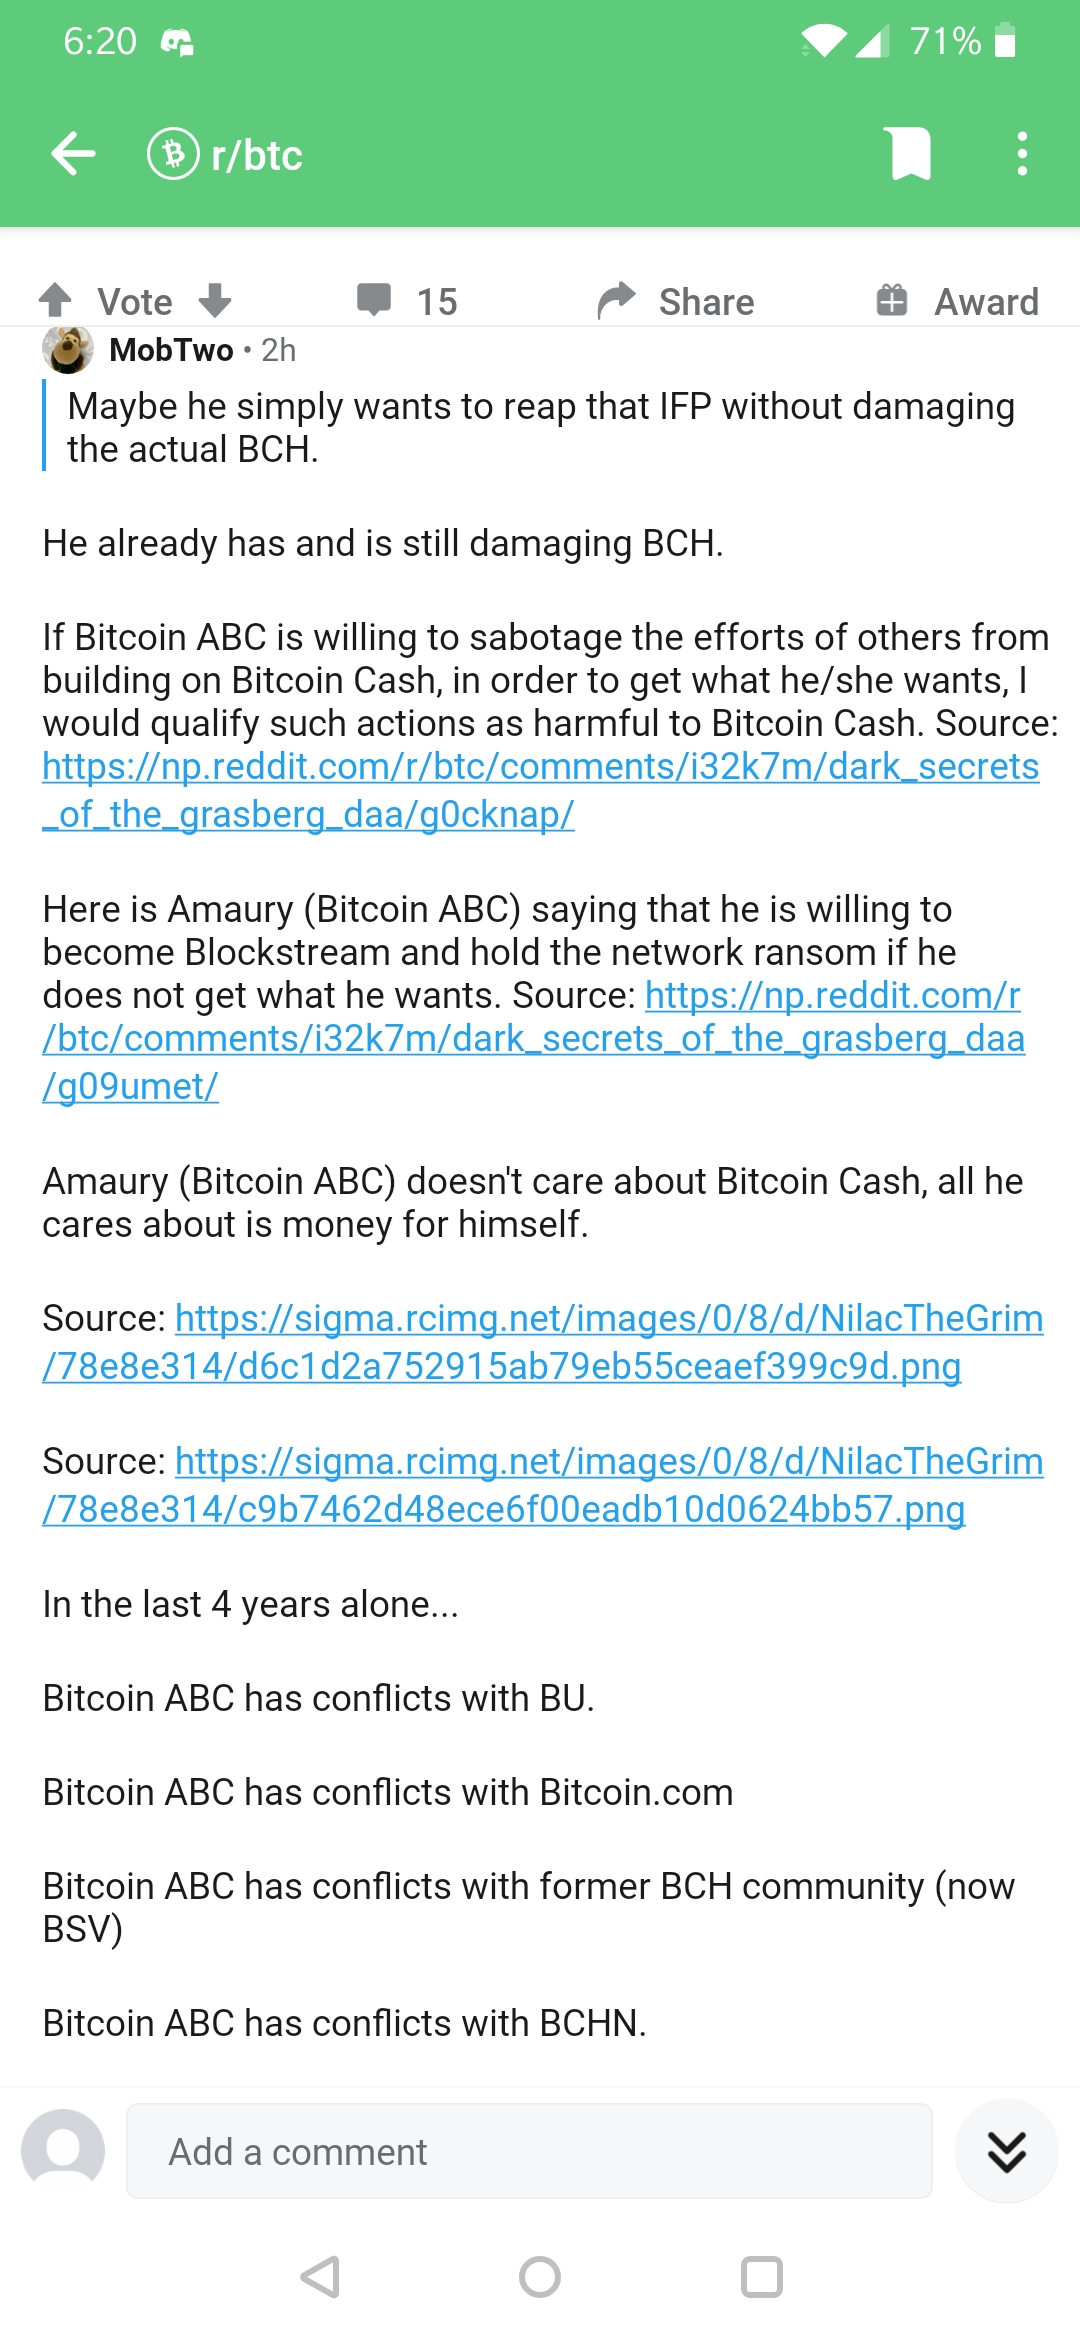 6:20
71%
r/btc
Vote
15
Share
Award
MobTwo • 2h
Maybe he simply wants to reap that IFP without damaging
the actual BCH.
He already has and is still damaging BCH.
If Bitcoin ABC is willing to sabotage the efforts of others from
building on Bitcoin Cash, in order to get what he/she wants, I
would qualify such actions as harmful to Bitcoin Cash. Source:
https://np.reddit.com/r/btc/comments/i32k7m/dark_secrets
_of_the_grasberg_daa/g0cknap/
Here is Amaury (Bitcoin ABC) saying that he is willing to
become Blockstream and hold the network ransom if he
does not get what he wants. Source: https://np.reddit.com/r
/btc/comments/i32k7m/dark_secrets_of_the_grasberg_daa
/g09umet/
Amaury (Bitcoin ABC) doesn't care about Bitcoin Cash, all he
cares about is money for himself.
Source: https://sigma.rcimg.net/images/0/8/d/NilacTheGrim
/78e8e314/d6c1d2a752915ab79eb55ceaef399c9d.png
Source: https://sigma.rcimg.net/images/0/8/d/NilacTheGrim
/78e8e314/c9b7462d48ece6f00eadb10d0624bb57.png
In the last 4 years alone...
Bitcoin ABC has conflicts with BU.
Bitcoin ABC has conflicts with Bitcoin.com
Bitcoin ABC has conflicts with former BCH community (now
BSV)
Bitcoin ABC has conflicts with BCHN.
Add a comment